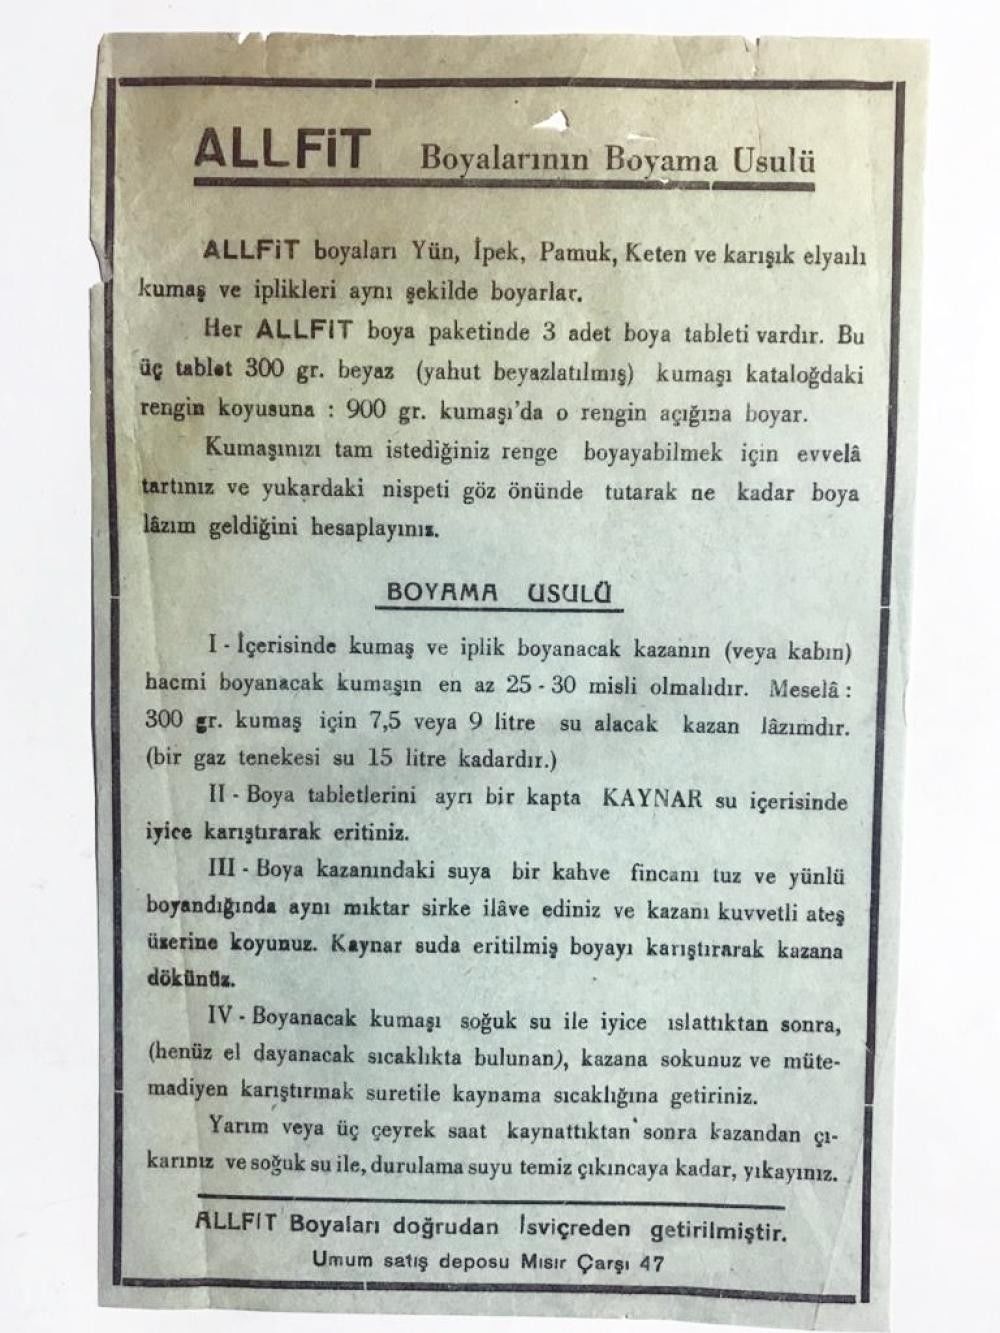 ALLFiT Boyalarının Boyama Usulü
ALLFiT boyaları Yün, İpek, Pamuk, Keten ve karışık elyaılı
kumaş ve iplikleri aynı şekilde boyarlar.
Her ALLFiT boya paketinde 3 adet boya tableti vardır. Bu
üç tablet 300 gr. beyaz (yahut beyazlatılmış) kumaşı kataloğdaki
rengin koyusuna : 900 gr. kumaşı'da o rengin açığına boyar.
Kumaşınızı tam istediğiniz renge boyayabilmek için evvelâ
tartınız ve yukardaki nispeti göz önünde tutarak ne kadar boya
lâzım geldiğini hesaplayınız.
BOYAMA USULÜ
I - İçerisinde kumaş ve iplik boyanacak kazanın (veya kabın)
hacmi boyanacak kumaşın en az 25 - 30 misli olmalıdır. Meselâ :
300 gr. kumaş için 7,5 veya 9 litre su alacak kazan lâzımdır.
(bir gaz tenekesi su 15 litre kadardır.)
II - Boya tabletlerini ayrı bir kapta KAYNAR su içerisinde
iyice karıştırarak eritiniz.
III - Boya kazanındaki suya bir kahve fincanı tuz ve yünlü
boyandığında aynı miktar sirke ilâve ediniz ve kazanı kuvvetli ateş
üzerine koyunuz. Kaynar suda eritilmiş boyayı karıştırarak kazana
dökünüz.
IV - Boyanacak kumaşı soğuk su ile iyice ıslattıktan sonra,
(henüz el dayanacak sıcaklıkta bulunan), kazana sokunuz ve müte-
madiyen karıştırmak suretile kaynama sıcaklığına getiriniz.
Yarım veya üç çeyrek saat kaynattıktan sonra kazandan çı-
karınız ve soğuk su ile, durulama suyu temiz çıkıncaya kadar, yıkayınız.
ALLFİT Boyaları doğrudan İsviçreden getirilmiştir.
Umum satış deposu Mısır Çarşı 47